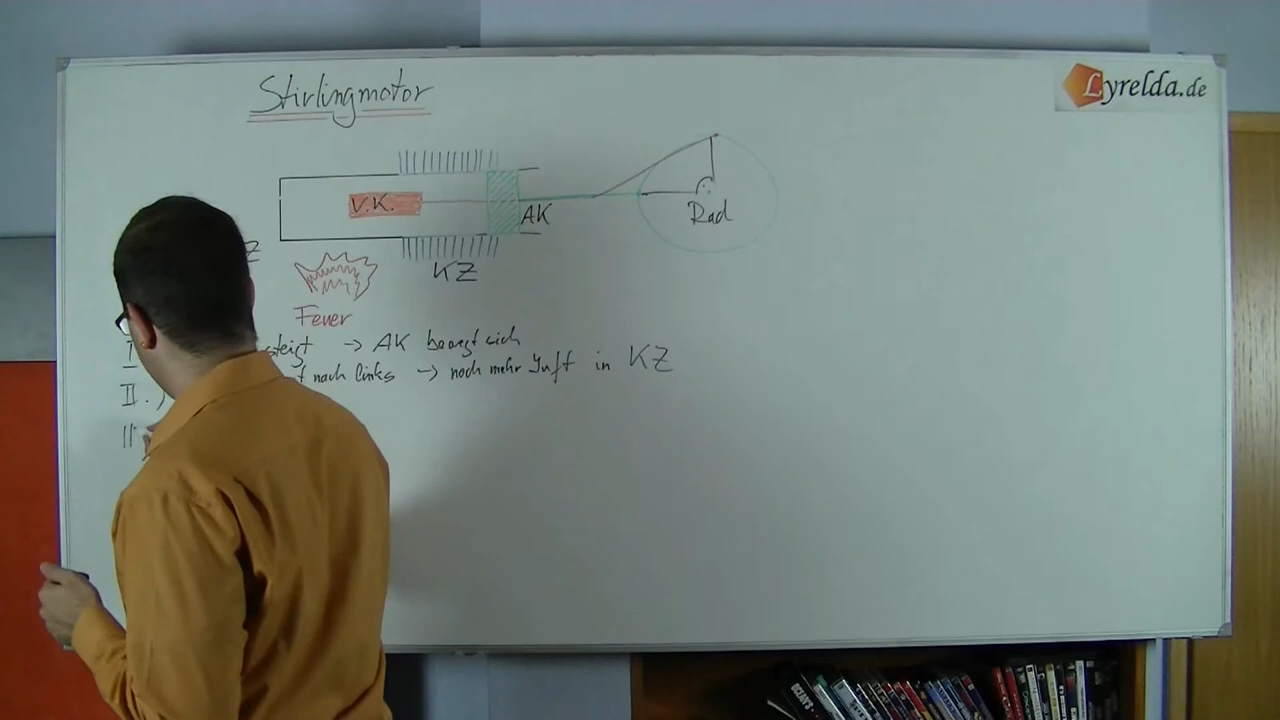 Stirlingmotor
Lyrelda.de
V.K.
AK
Rad
Z
KZ
Feuer
I
steigt → AK bewegt sich
II.)
t nach links → noch mehr Luft in KZ